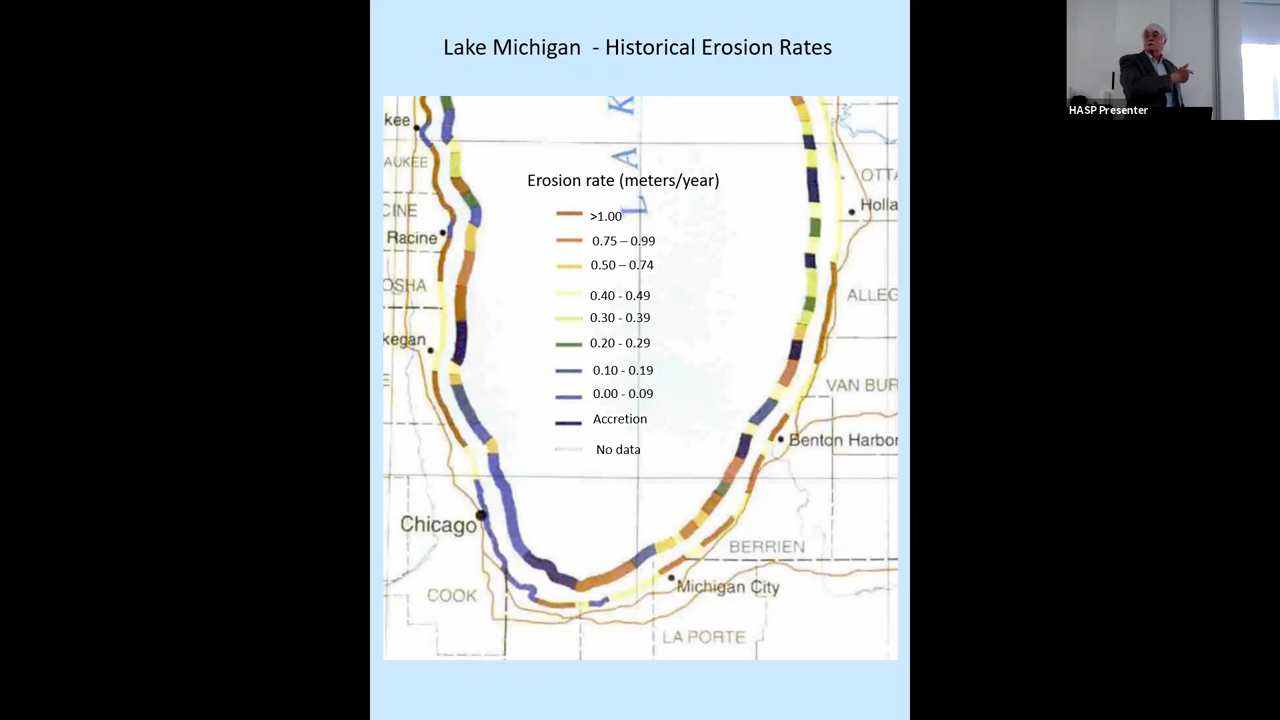 Lake Michigan - Historical Erosion Rates
HASP Presenter
kee
AUKEE
CINE
Racine
OSHA
kegan
E
Chicago
COOK
L A K
Erosion rate (meters/year)
>1.00
0.75 – 0.99
0.50 – 0.74
0.40 - 0.49
0.30 - 0.39
0.20 - 0.29
0.10 - 0.19
0.00 - 0.09
Accretion
No data
OTTA
Holla
ALLEG
VAN BUR
Benton Harbor
BERRIEN
Michigan City
LA PORTE